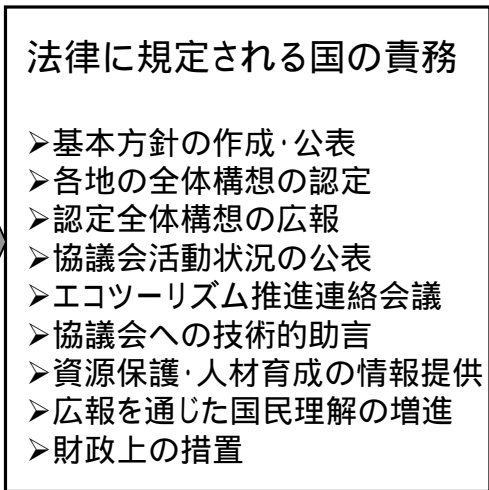 法律に規定される国の責務
➢基本方針の作成・公表
➢各地の全体構想の認定
➢認定全体構想の広報
➢協議会活動状況の公表
➢エコツーリズム推進連絡会議
➢協議会への技術的助言
➢資源保護・人材育成の情報提供
➢広報を通じた国民理解の増進
➢財政上の措置